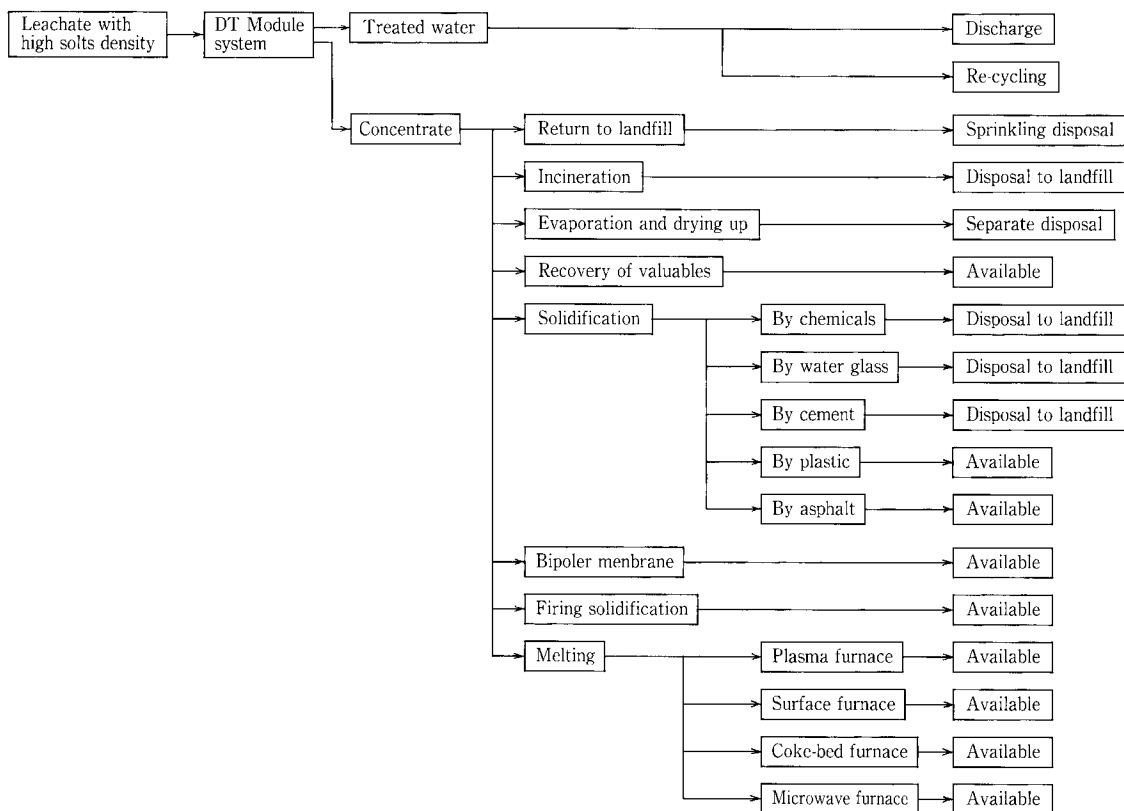 Leachate with
high solts density
DT Module
system
Treated water
Discharge
Re-cycling
Concentrate
Return to landfill
Sprinkling disposal
Incineration
Disposal to landfill
Evaporation and drying up
Separate disposal
Recovery of valuables
Available
Solidification
By chemicals
Disposal to landfill
By water glass
Disposal to landfill
By cement
Disposal to landfill
By plastic
Available
By asphalt
Available
Bipoler menbrane
Available
Firing solidification
Available
Melting
Plasma furnace
Available
Surface furnace
Available
Coke-bed furnace
Available
Microwave furnace
Available